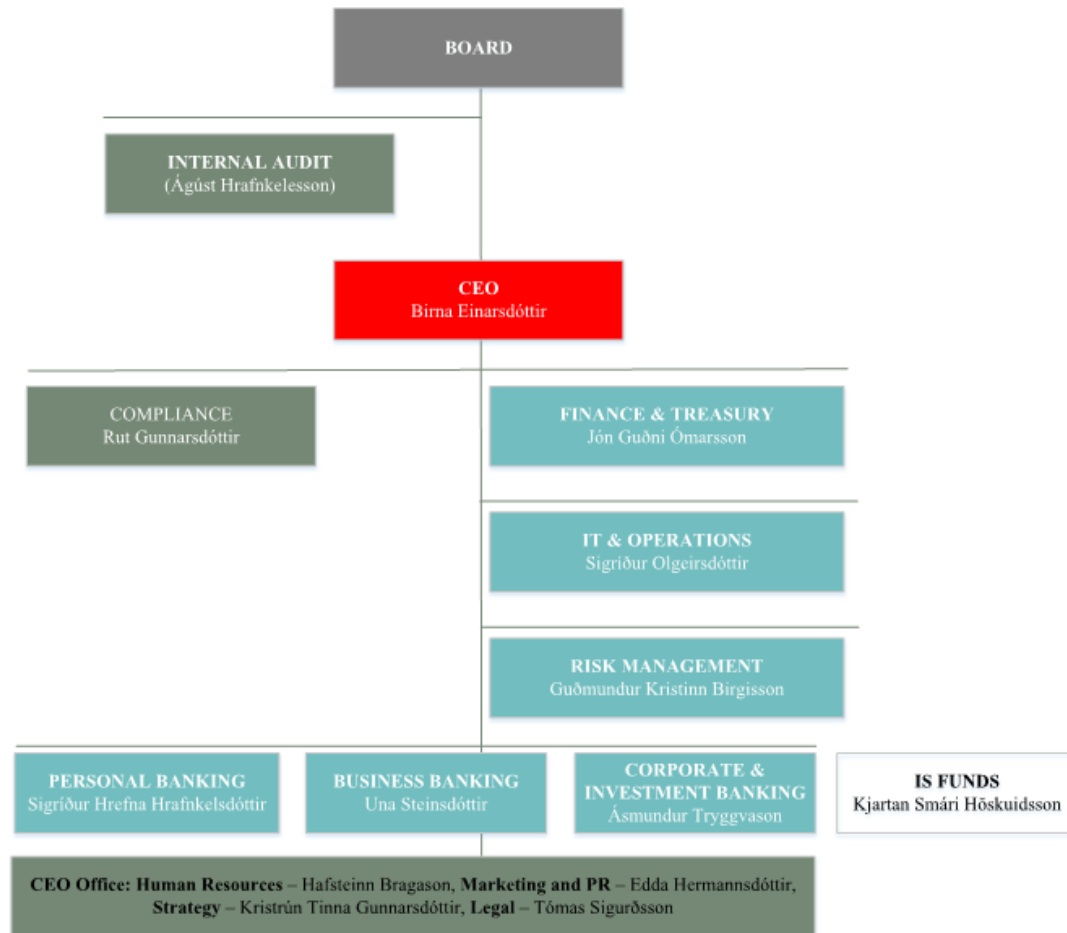 BOARD
INTERNAL AUDIT
(Ágúst Hrafnkelesson)
CEO
Birna Einarsdóttir
COMPLIANCE
Rut Gunnarsdóttir
FINANCE & TREASURY
Jón Guðni Ómarsson
IT & OPERATIONS
Sigríður Olgeirsdóttir
RISK MANAGEMENT
Guðmundur Kristinn Birgisson
PERSONAL BANKING
Sigríður Hrefna Hrafnkelsdóttir
BUSINESS BANKING
Una Steinsdóttir
CORPORATE &
INVESTMENT BANKING
Ásmundur Tryggvason
IS FUNDS
Kjartan Smári Höskuidsson
CEO Office: Human Resources – Hafsteinn Bragason, Marketing and PR – Edda Hermannsdóttir,
Strategy – Kristrún Tinna Gunnarsdóttir, Legal – Tómas Sigurðsson